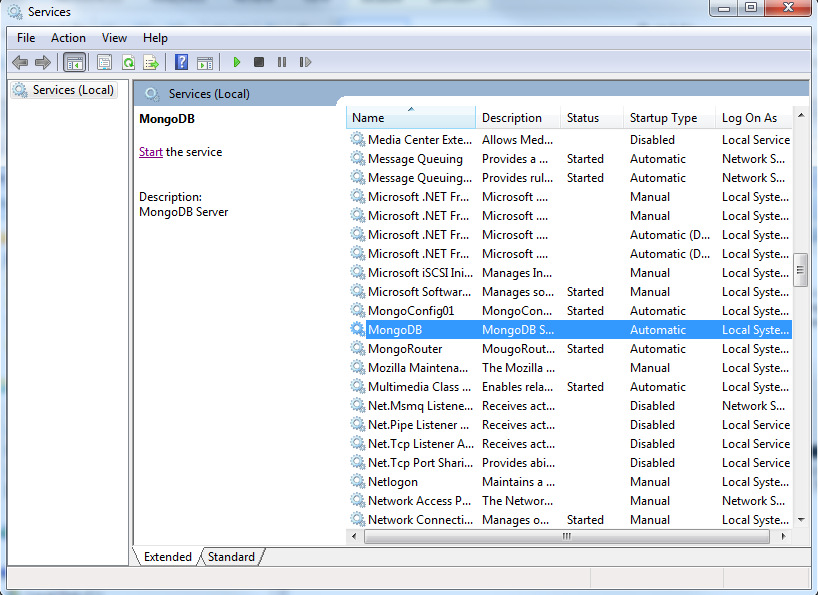 Services
File Action View Help
Services (Local)
Services (Local)
MongoDB
Start the service
Description:
MongoDB Server
Name Description Status Startup Type Log On As
Media Center Exte... Allows Med... Disabled Local Service
Message Queuing Provides a ... Started Automatic Network S...
Message Queuing... Provides rul... Started Automatic Network S...
Microsoft .NET Fr... Microsoft .... Manual Local Syste...
Microsoft .NET Fr... Microsoft .... Manual Local Syste...
Microsoft .NET Fr... Microsoft .... Automatic (D... Local Syste...
Microsoft .NET Fr... Microsoft .... Automatic (D... Local Syste...
Microsoft iSCSI Ini... Manages In... Manual Local Syste...
Microsoft Softwar... Manages so... Started Manual Local Syste...
MongoConfig01 MongoCon... Started Automatic Local Syste...
MongoDB MongoDB S... Automatic Local Syste...
MongoRouter MougoRout... Started Automatic Local Syste...
Mozilla Maintena... The Mozilla ... Manual Local Syste...
Multimedia Class ... Enables rela... Started Automatic Local Syste...
Net.Msmq Listene... Receives act... Disabled Network S...
Net.Pipe Listener ... Receives act... Disabled Local Service
Net.Tcp Listener A... Receives act... Disabled Local Service
Net.Tcp Port Shari... Provides abi... Disabled Local Service
Netlogon Maintains a ... Manual Local Syste...
Network Access P... The Networ... Manual Network S...
Network Connecti... Manages o... Started Manual Local Syste...
Extended Standard